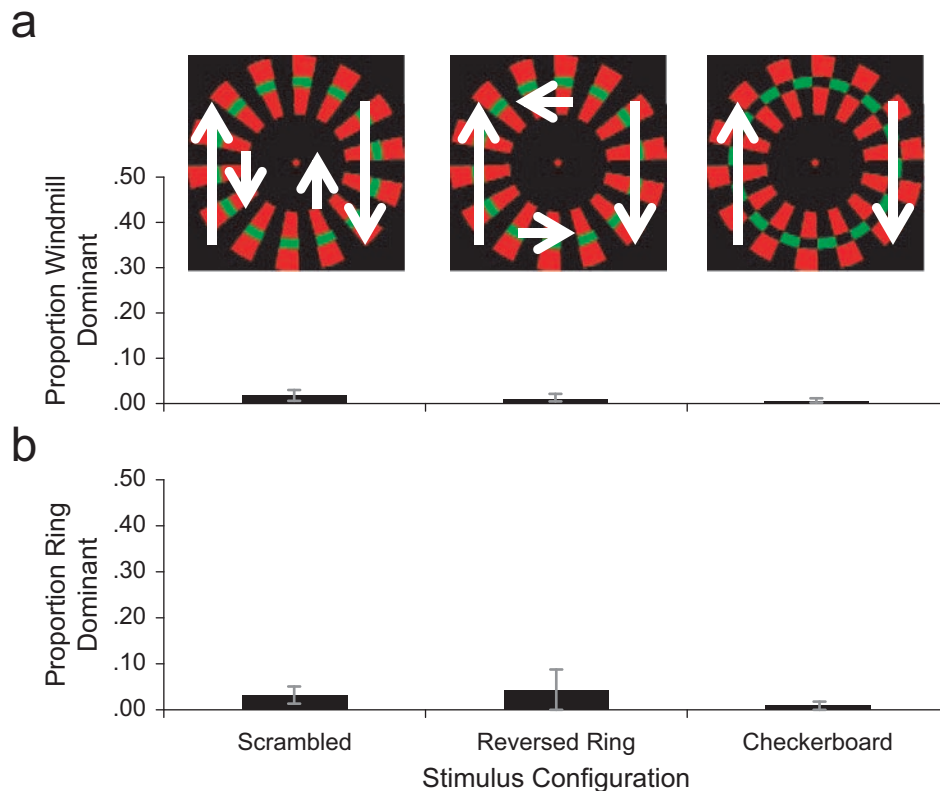 a
Proportion Windmill
Dominant
.50
.40
.30
.20
.10
.00
b
Proportion Ring
Dominant
.50
.40
.30
.20
.10
.00
Scrambled
Reversed Ring
Checkerboard
Stimulus Configuration